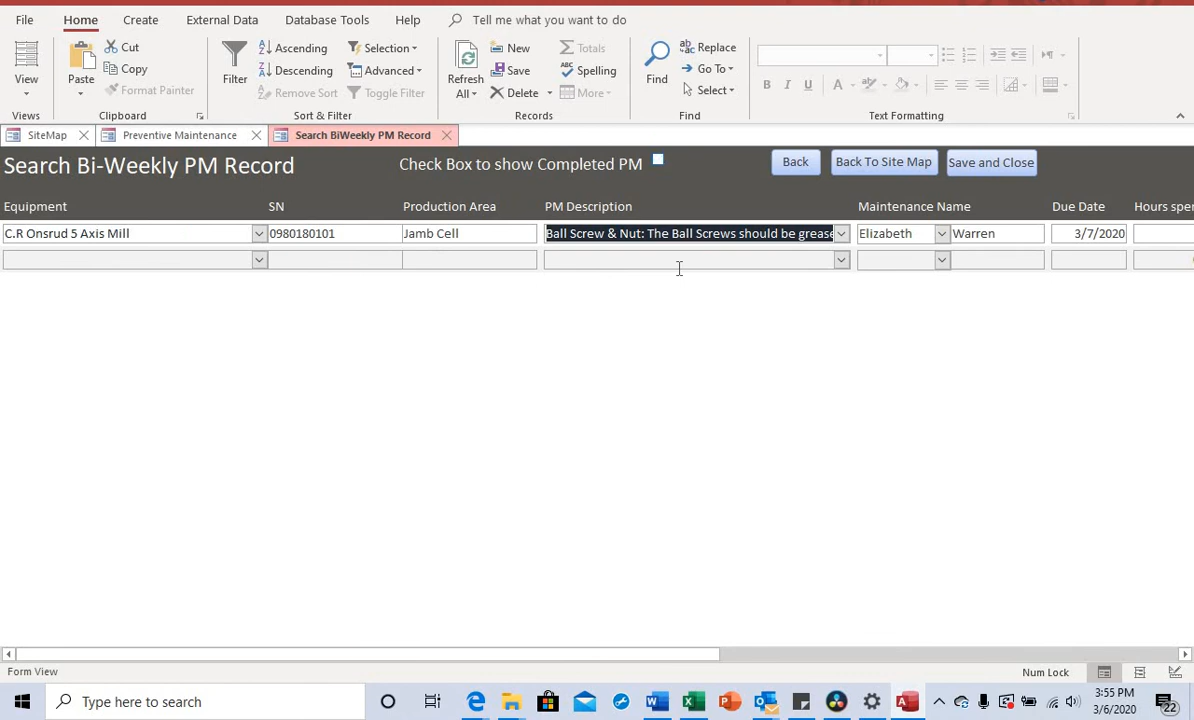 File Home Create External Data Database Tools Help Tell me what you want to do
View Paste Cut Copy Format Painter Filter Ascending Descending Remove Sort Selection Advanced Toggle Filter Refresh All New Save Delete Totals Spelling More Find Replace Go To Select B I U A
Views Clipboard Sort & Filter Records Find Text Formatting
SiteMap Preventive Maintenance Search BiWeekly PM Record
Search Bi-Weekly PM Record Check Box to show Completed PM Back Back To Site Map Save and Close
Equipment SN Production Area PM Description Maintenance Name Due Date Hours sper
C.R Onsrud 5 Axis Mill 0980180101 Jamb Cell Ball Screw & Nut: The Ball Screws should be grease Elizabeth Warren 3/7/2020
Form View Num Lock
Type here to search 3:55 PM
3/6/2020 22